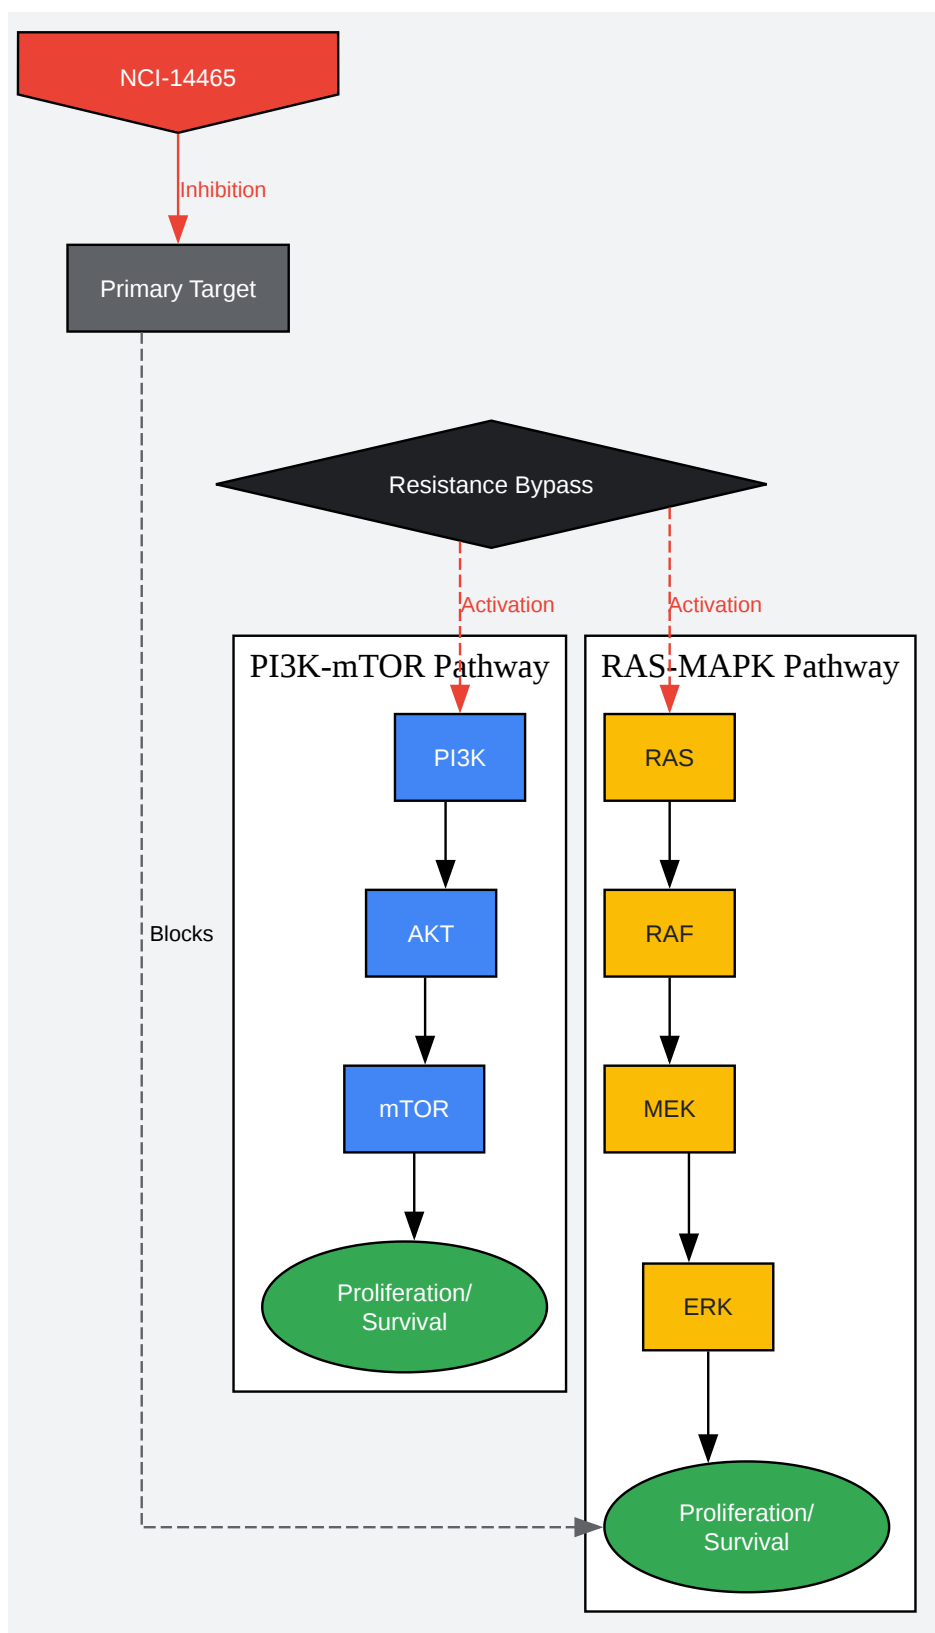 NCI-14465
Inhibition
Primary Target
Resistance Bypass
Activation
Activation
PI3K-mTOR Pathway
RAS-MAPK Pathway
PI3K
RAS
AKT
RAF
Blocks
mTOR
MEK
Proliferation/
Survival
ERK
Proliferation/
Survival